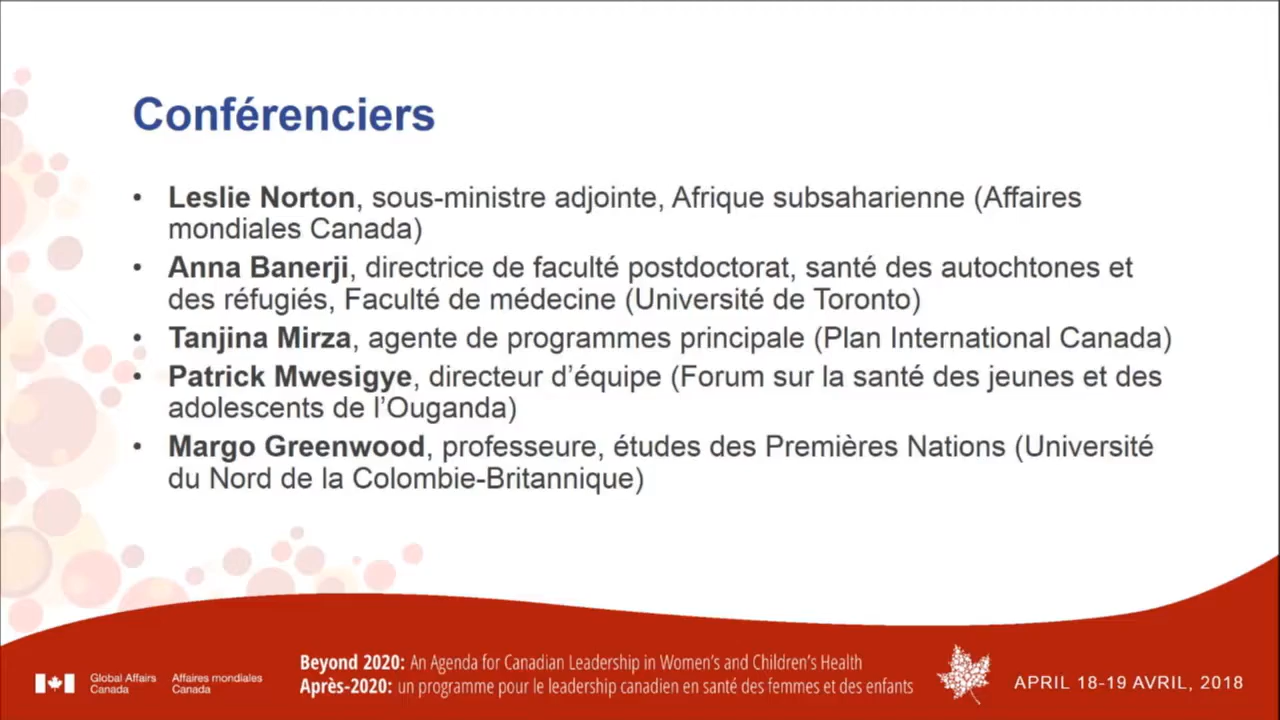 Conférenciers
• Leslie Norton, sous-ministre adjointe, Afrique subsaharienne (Affaires
mondiales Canada)
• Anna Banerji, directrice de faculté postdoctorat, santé des autochtones et
des réfugiés, Faculté de médecine (Université de Toronto)
• Tanjina Mirza, agente de programmes principale (Plan International Canada)
• Patrick Mwesigye, directeur d’équipe (Forum sur la santé des jeunes et des
adolescents de l’Ouganda)
• Margo Greenwood, professeure, études des Premières Nations (Université
du Nord de la Colombie-Britannique)
Global Affairs Canada
Affaires mondiales Canada
Beyond 2020: An Agenda for Canadian Leadership in Women’s and Children’s Health
Après-2020: un programme pour le leadership canadien en santé des femmes et des enfants
APRIL 18-19 AVRIL, 2018